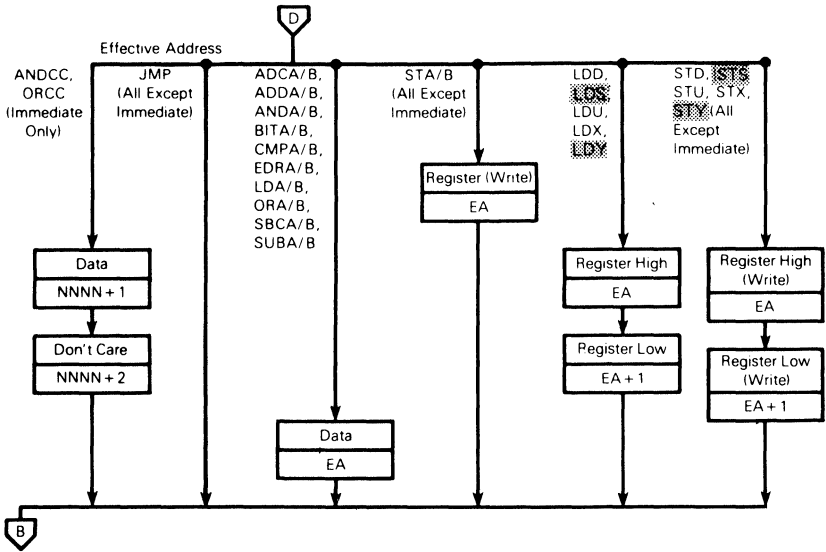 D
Effective Address
ANDCC,
ORCC
(Immediate
Only)
JMP
(All Except
Immediate)
ADCA/B,
ADDA/B,
ANDA/B,
BITA/B,
CMPA/B,
EDRA/B,
LDA/B,
ORA/B,
SBCA/B,
SUBA/B
STA/B
(All Except
Immediate)
LDD,
LDS,
LDU,
LDX,
LDY
STD, STS
STU, STX,
STY (All
Except
Immediate)
Data
NNNN + 1
Don't Care
NNNN + 2
Data
EA
Register (Write)
EA
Register High
EA
Register Low
EA + 1
Register High
(Write)
EA
Register Low
(Write)
EA + 1
B